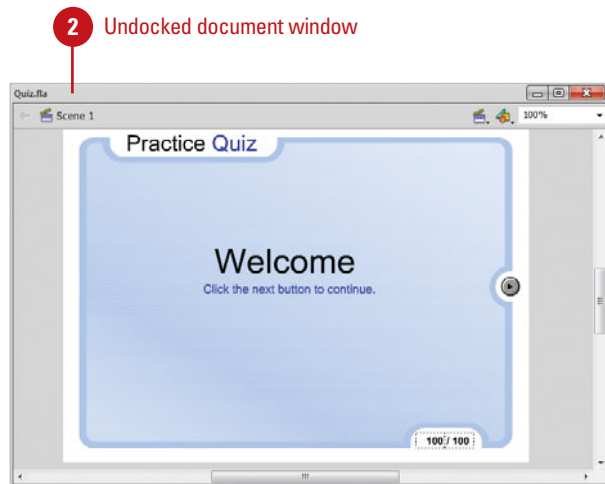 2 Undocked document window
Quiz.fla
Scene 1
100%
Practice Quiz
Welcome
Click the next button to continue.
100 / 100